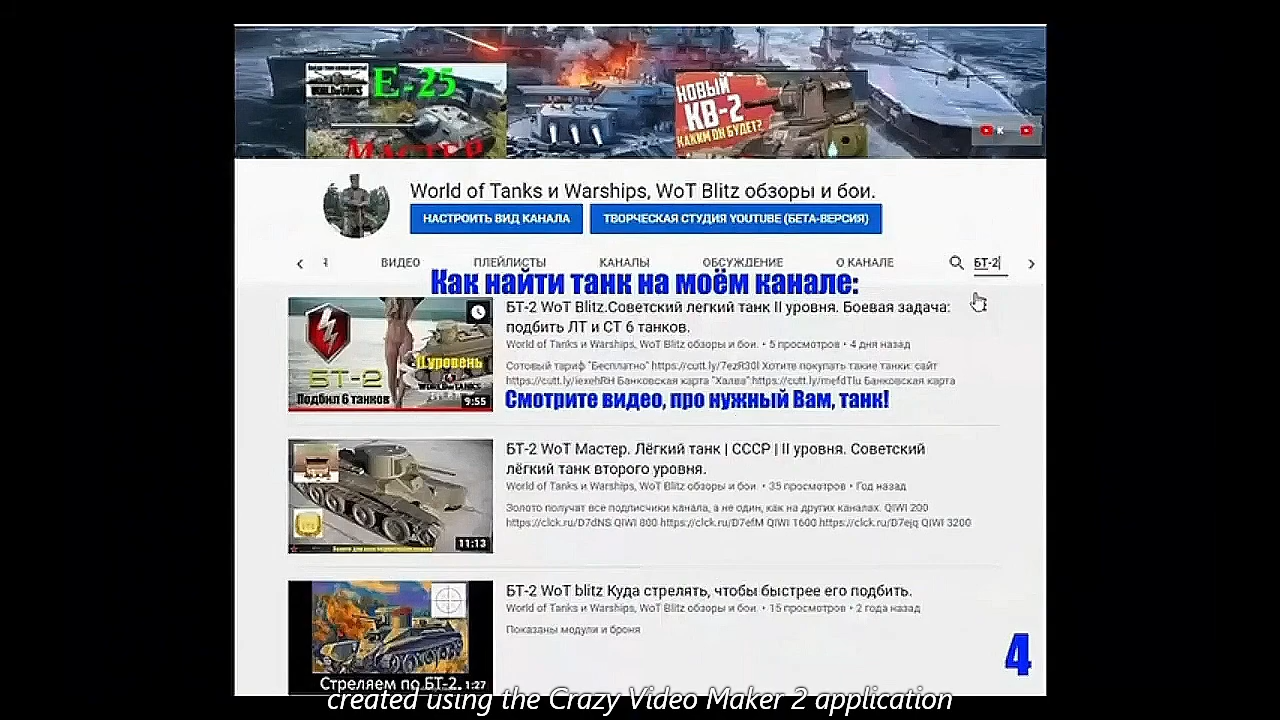 E-25
МАСТЕР
НОВЫЙ
КВ-2
КАКИМ ОН БУДЕТ?
К
World of Tanks и Warships, WoT Blitz обзоры и бои.
НАСТРОИТЬ ВИД КАНАЛА
ТВОРЧЕСКАЯ СТУДИЯ YOUTUBE (БЕТА-ВЕРСИЯ)
Я ВИДЕО ПЛЕЙЛИСТЫ КАНАЛЫ ОБСУЖДЕНИЕ О КАНАЛЕ БТ-2
Как найти танк на моём канале:
БТ-2 WoT Blitz.Советский легкий танк II уровня. Боевая задача:
подбить ЛТ и СТ 6 танков.
World of Tanks и Warships, WoT Blitz обзоры и бои. • 5 просмотров • 4 дня назад
Сотовый тариф "Бесплатно" https://cutt.ly/7ezR30l Хотите покупать такие танки: сайт
https://cutt.ly/iexehRH Банковская карта "Халва" https://cutt.ly/mefdTlu Банковская карта
II уровень
БТ-2
WORLD OF TANKS
Подбил 6 танков
9:55
Смотрите видео, про нужный Вам, танк!
БТ-2 WoT Мастер. Лёгкий танк | СССР | II уровня. Советский
лёгкий танк второго уровня.
World of Tanks и Warships, WoT Blitz обзоры и бои. • 35 просмотров • Год назад
Золото получат все подписчики канала, а не один, как на других каналах. QIWI 200
https://clck.ru/D7dNS QIWI 800 https://clck.ru/D7efM QIWI 1600 https://clck.ru/D7ejq QIWI 3200
11:13
БТ-2 WoT blitz Куда стрелять, чтобы быстрее его подбить.
World of Tanks и Warships, WoT Blitz обзоры и бои. • 15 просмотров • 2 года назад
Показаны модули и броня
4
Стреляем по БТ-2. 1:27
created using the Crazy Video Maker 2 application